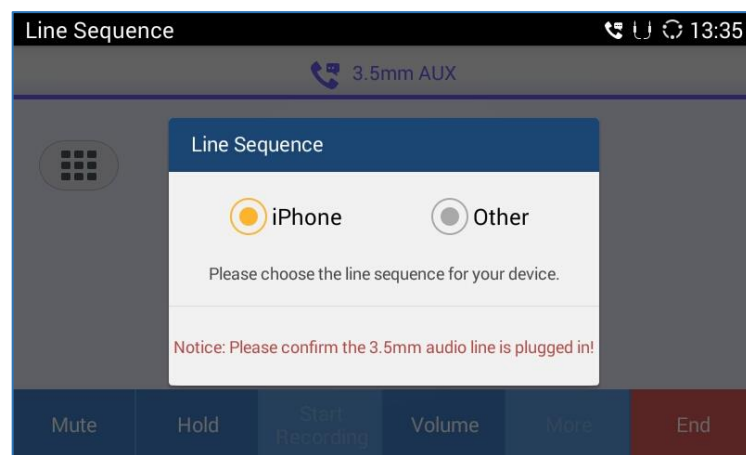 Line Sequence
13:35
3.5mm AUX
Line Sequence
iPhone
Other
Please choose the line sequence for your device.
Notice: Please confirm the 3.5mm audio line is plugged in!
Mute
Hold
Start
Recording
Volume
More
End